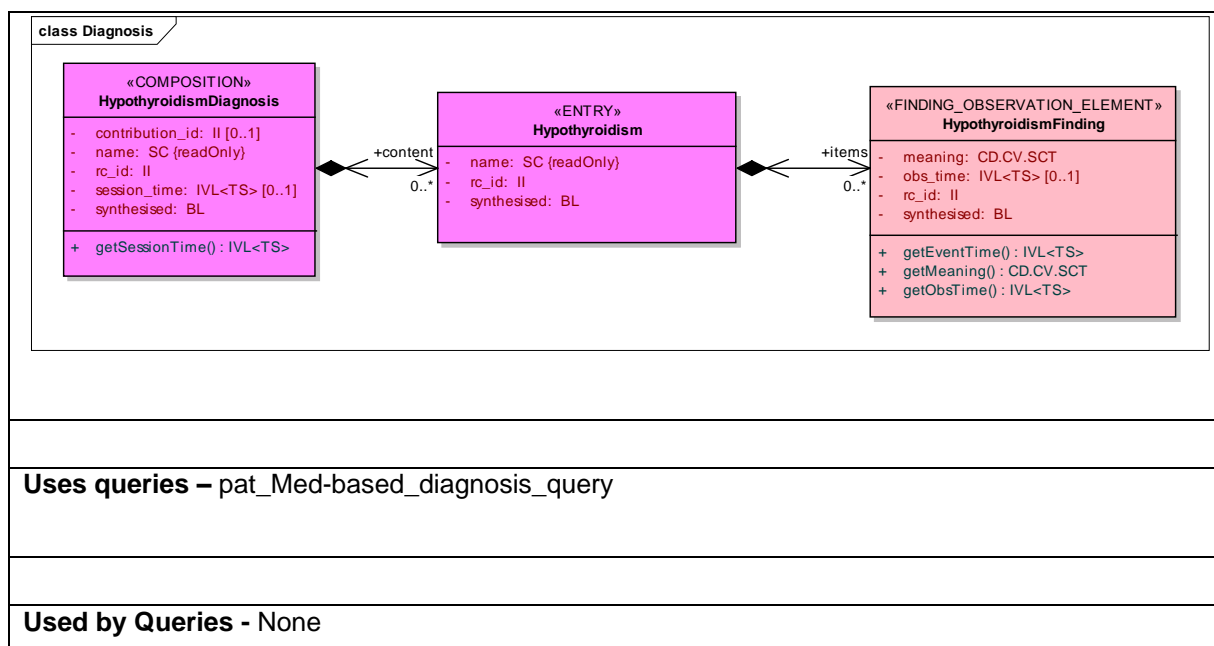 class Diagnosis
«COMPOSITION»
HypothyroidismDiagnosis
- contribution_id: II [0..1]
- name: SC {readOnly}
- rc_id: II
- session_time: IVL<TS> [0..1]
- synthesised: BL
+ getSessionTime() : IVL<TS>
+content
0..*
«ENTRY»
Hypothyroidism
- name: SC {readOnly}
- rc_id: II
- synthesised: BL
+items
0..*
«FINDING_OBSERVATION_ELEMENT»
HypothyroidismFinding
- meaning: CD.CV.SCT
- obs_time: IVL<TS> [0..1]
- rc_id: II
- synthesised: BL
+ getEventTime() : IVL<TS>
+ getMeaning() : CD.CV.SCT
+ getObsTime() : IVL<TS>
Uses queries – pat_Med-based_diagnosis_query
Used by Queries - None